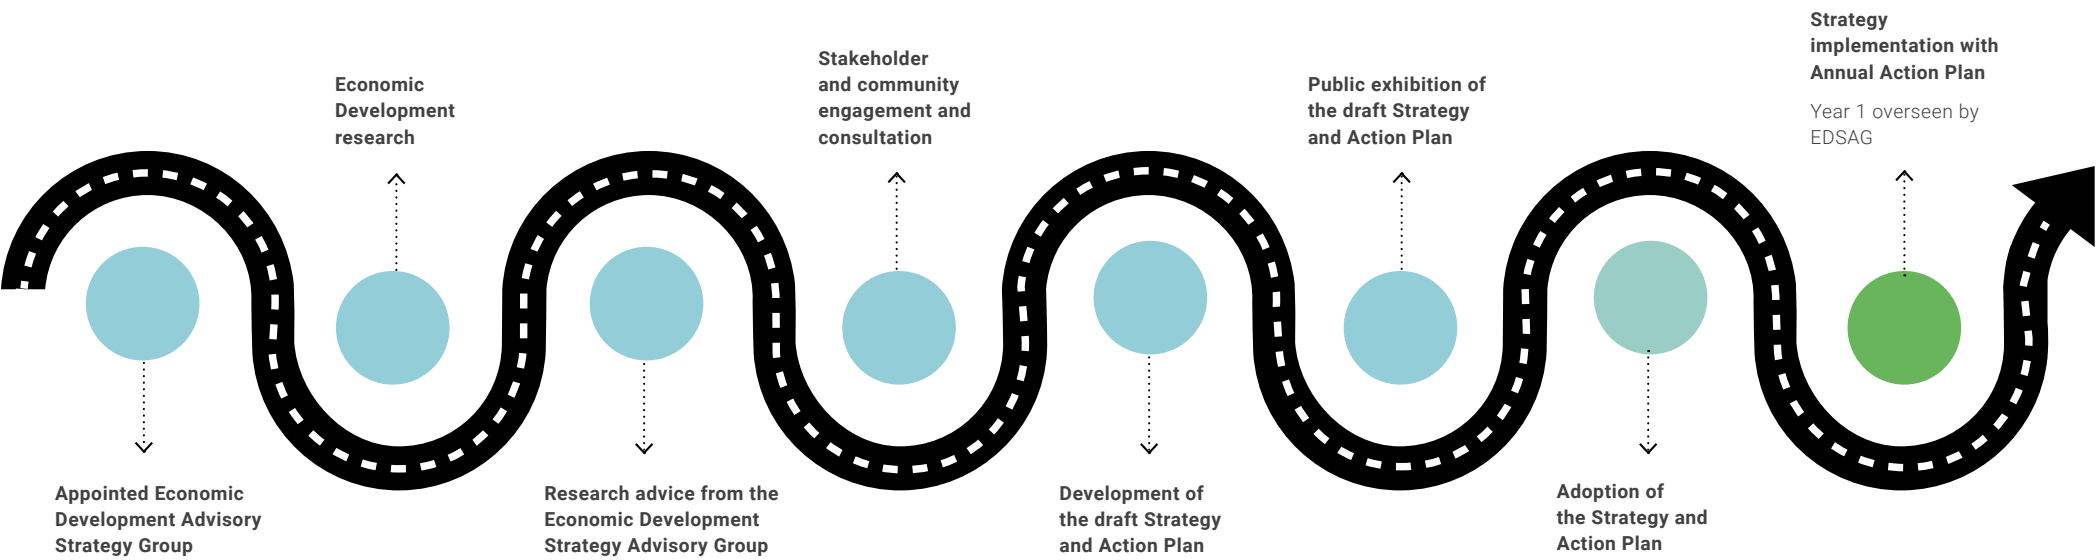 Appointed Economic
Development Advisory
Strategy Group
Economic
Development
research
Research advice from the
Economic Development
Strategy Advisory Group
Stakeholder
and community
engagement and
consultation
Development of
the draft Strategy
and Action Plan
Public exhibition of
the draft Strategy
and Action Plan
Adoption of
the Strategy and
Action Plan
Strategy
implementation with
Annual Action Plan
Year 1 overseen by
EDSAG